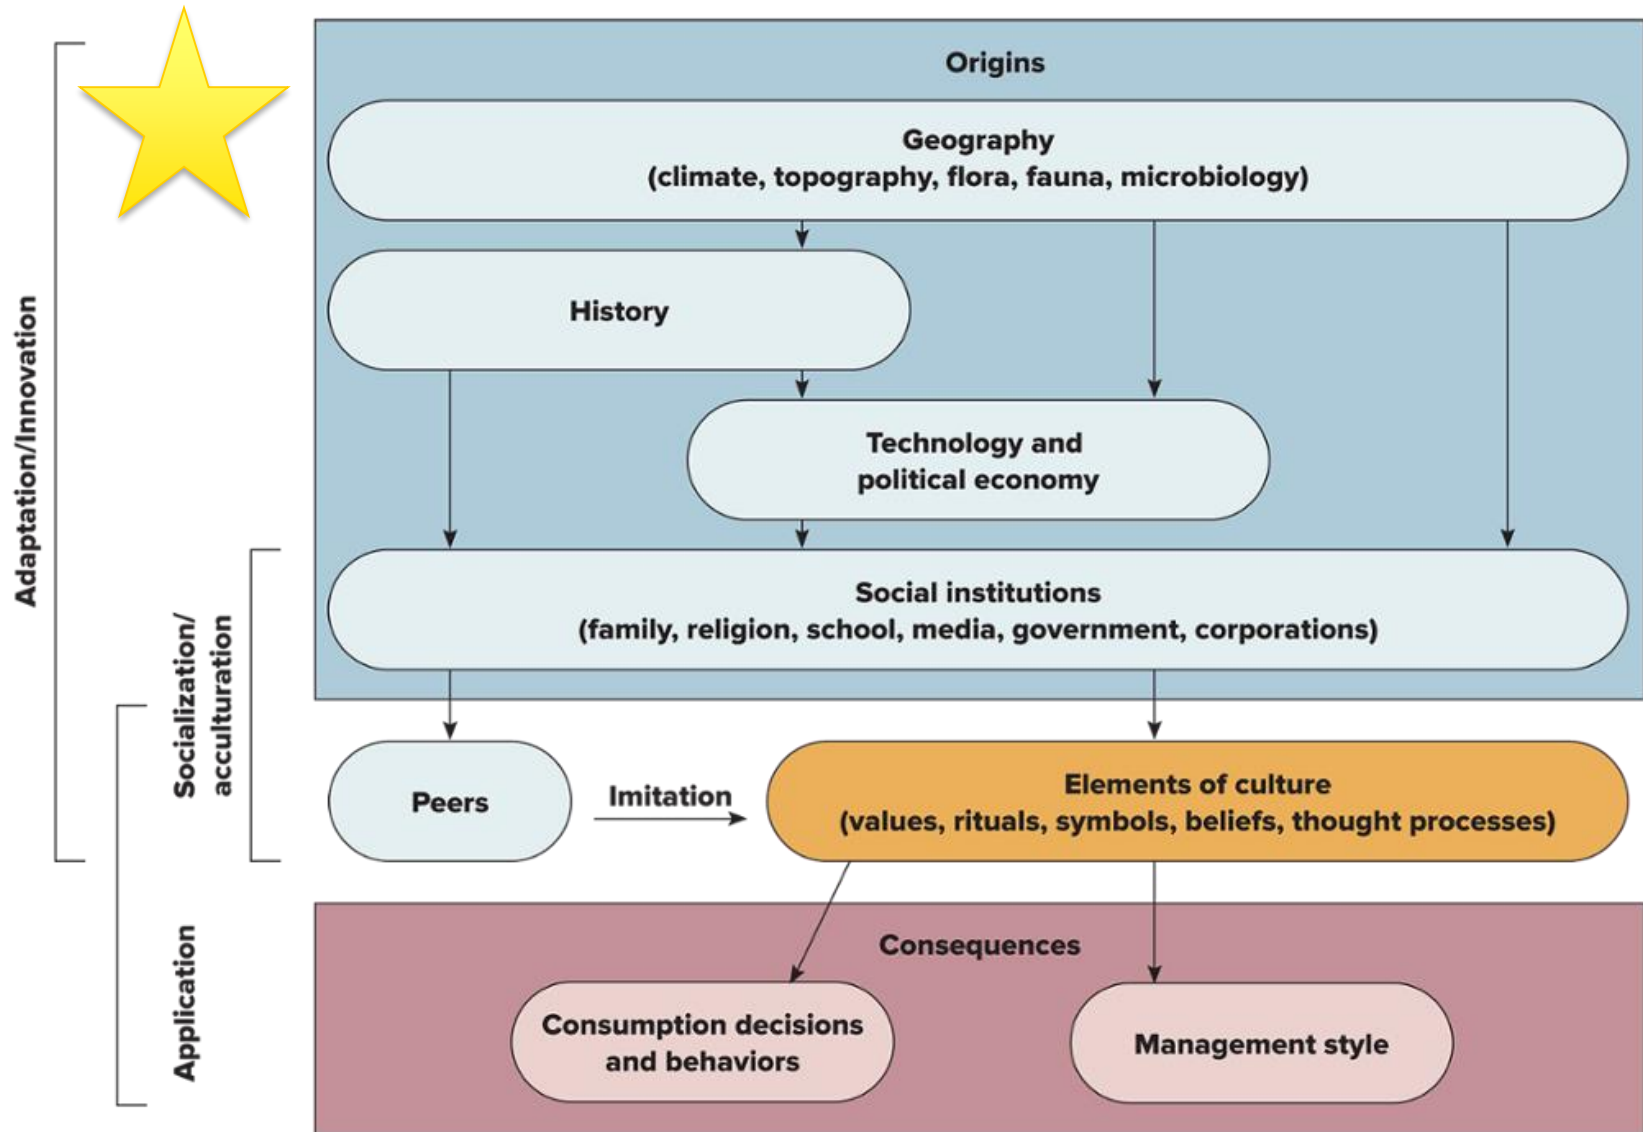 Origins
Geography
(climate, topography, flora, fauna, microbiology)
History
Technology and
political economy
Social institutions
(family, religion, school, media, government, corporations)
Peers
Imitation
Elements of culture
(values, rituals, symbols, beliefs, thought processes)
Consequences
Consumption decisions
and behaviors
Management style
Adaptation/Innovation
Socialization/
acculturation
Application